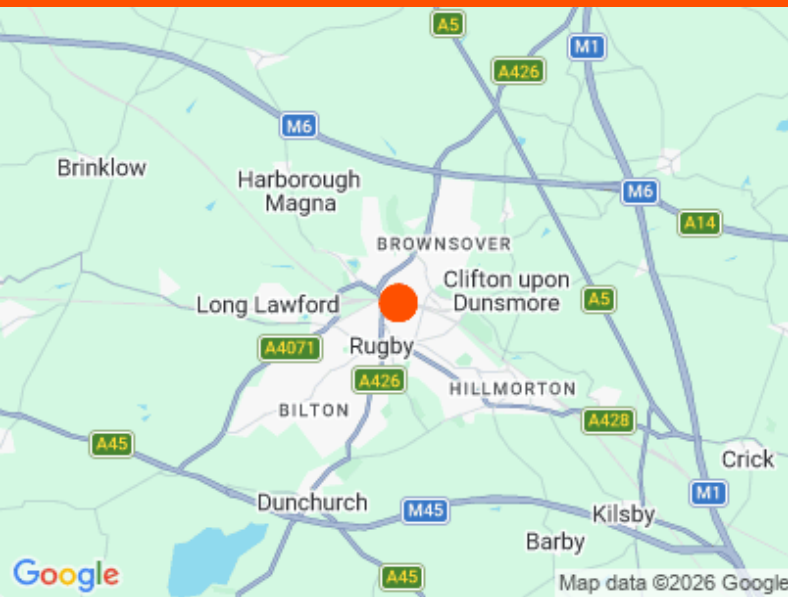 A5
M1
A426
M6
Brinklow
Harborough
Magna
M6
A14
BROWNSOVER
Clifton upon
Dunsmore
A5
Long Lawford
Rugby
A4071
A426
HILLMORTON
BILTON
A428
A45
Crick
M1
Dunchurch
M45
Kilsby
Barby
A45
Google
Map data ©2026 Google